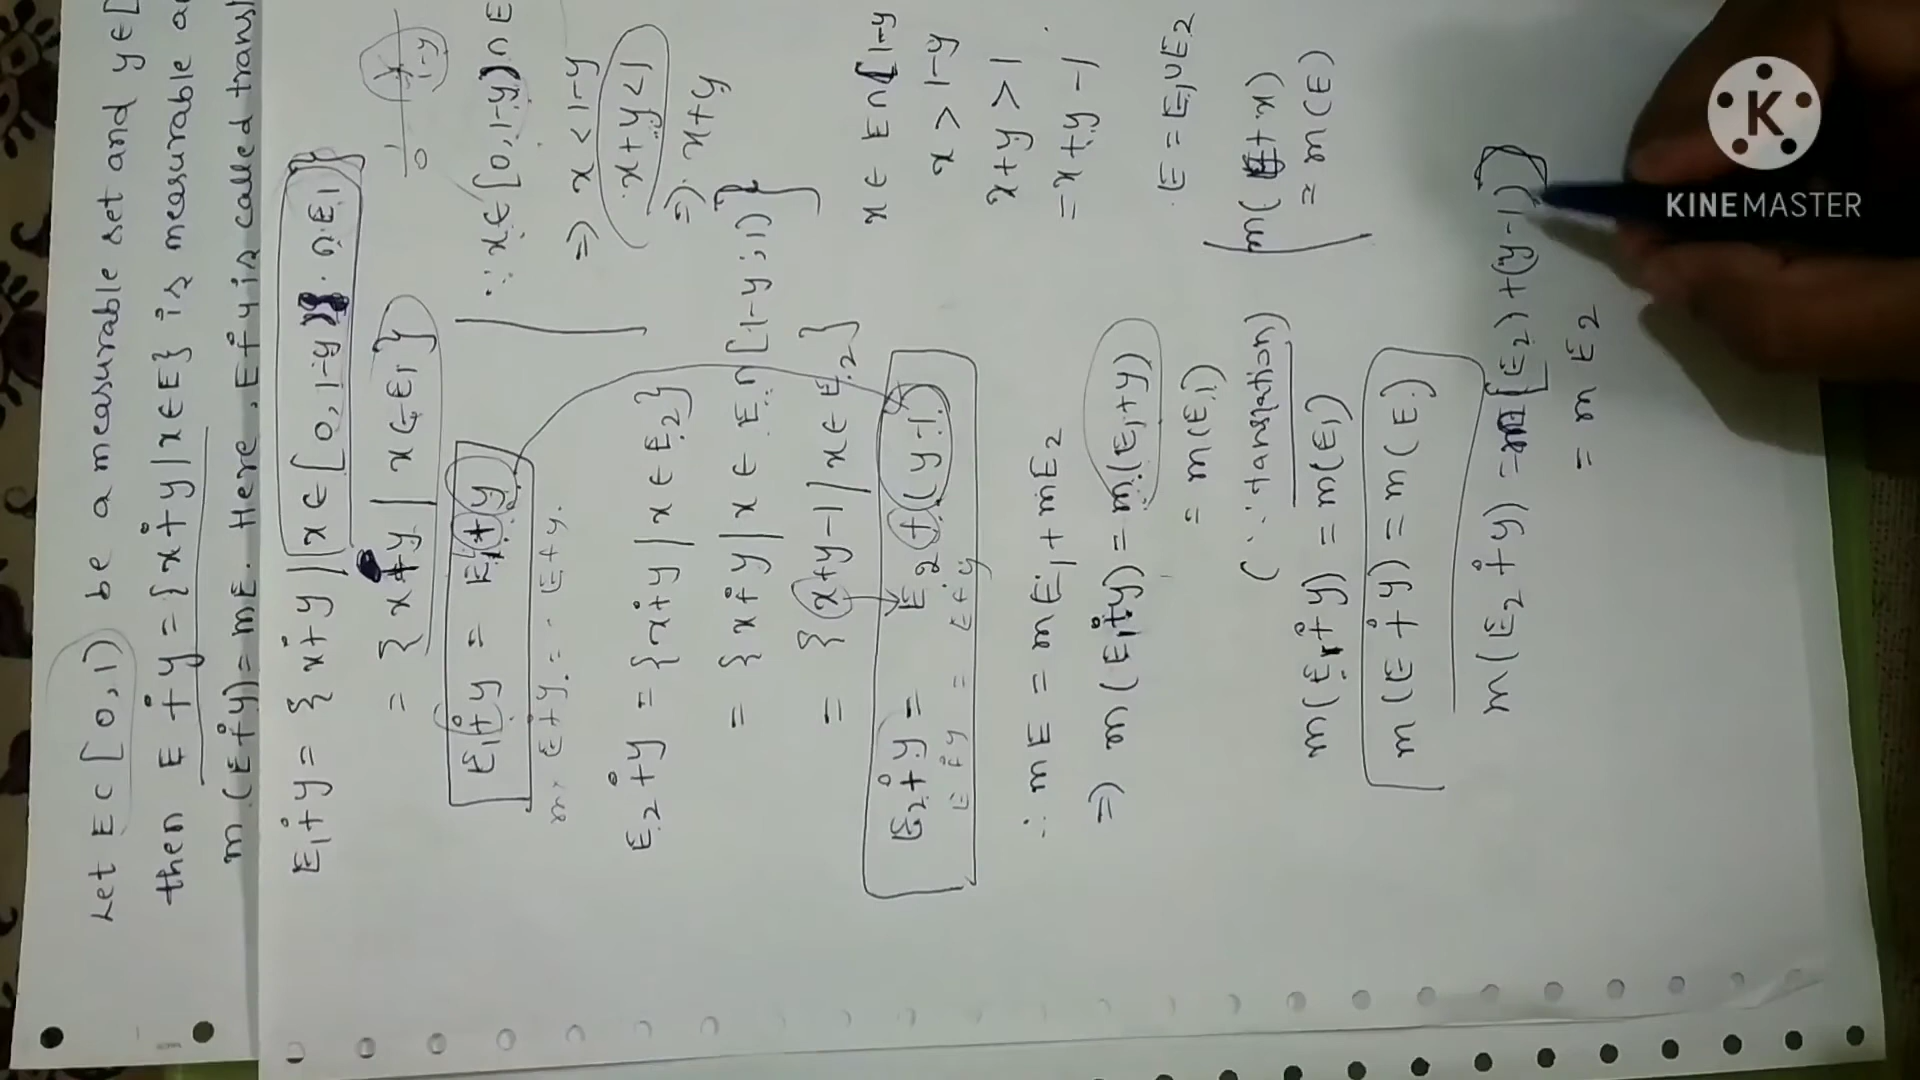 Let E ⊂ [0,1) be a measurable set and y ∈ [
then E ∔ y = {x ∔ y | x ∈ E} is measurable a
m (E ∔ y) = mE. Here, E ∔ y is called transl
E₁ ∔ y = { x ∔ y | x ∈ [0, 1-y) ∩ E }
= { x + y | x ∈ E₁ }
E₁ ∔ y = E₁ + y
m E + y = E + y.
0 1-y
∵ x ∈ [0, 1-y) ∩ E
⇒ x < 1-y
x + y < 1
⇒ x + y
E₂ ∔ y = { x ∔ y | x ∈ E₂ }
= { x ∔ y | x ∈ E ∩ [1-y, 1) }
= { x + y - 1 | x ∈ E₂ }
E₂ ∔ y = E₂ + (y-1)
E ∔ y = E + y
x ∈ E ∩ [1-y
x > 1-y
x + y > 1
= x + y - 1
∴ mE = mE₁ + mE₂
E = E₁ ∪ E₂
⇒ m (E₁ ∔ y) = m (E₁ + y)
= m (E₁)
(∵ translation)
m (E + x)
= m (E)
m (E₁ ∔ y) = m (E₁)
m (E ∔ y) = m (E)
m (E₂ ∔ y) = m [E₂) + (y-1)]
= m E₂
K
KINEMASTER